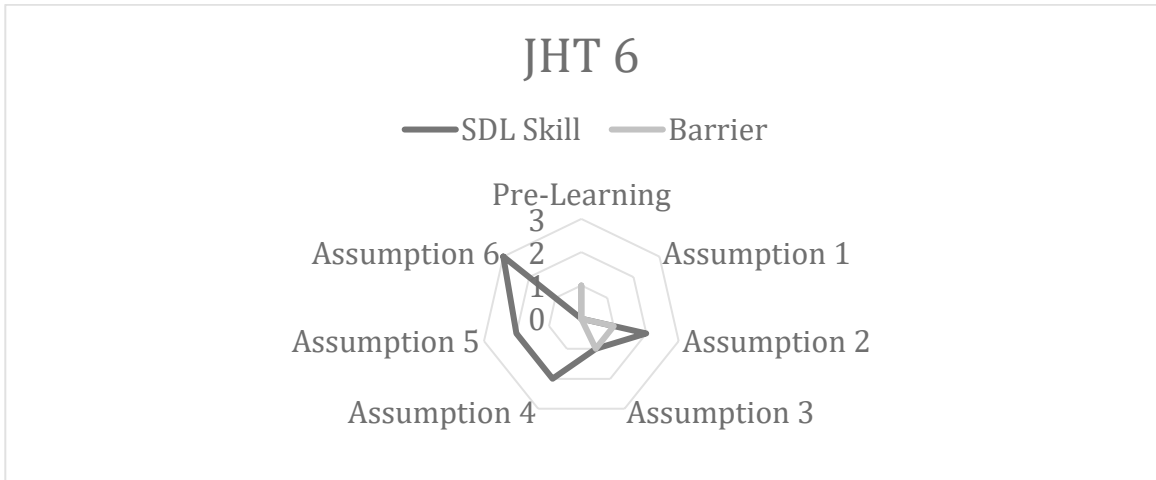 JHT 6
SDL Skill Barrier
Pre-Learning
3
Assumption 6 2 Assumption 1
1
Assumption 5 0 Assumption 2
Assumption 4 Assumption 3